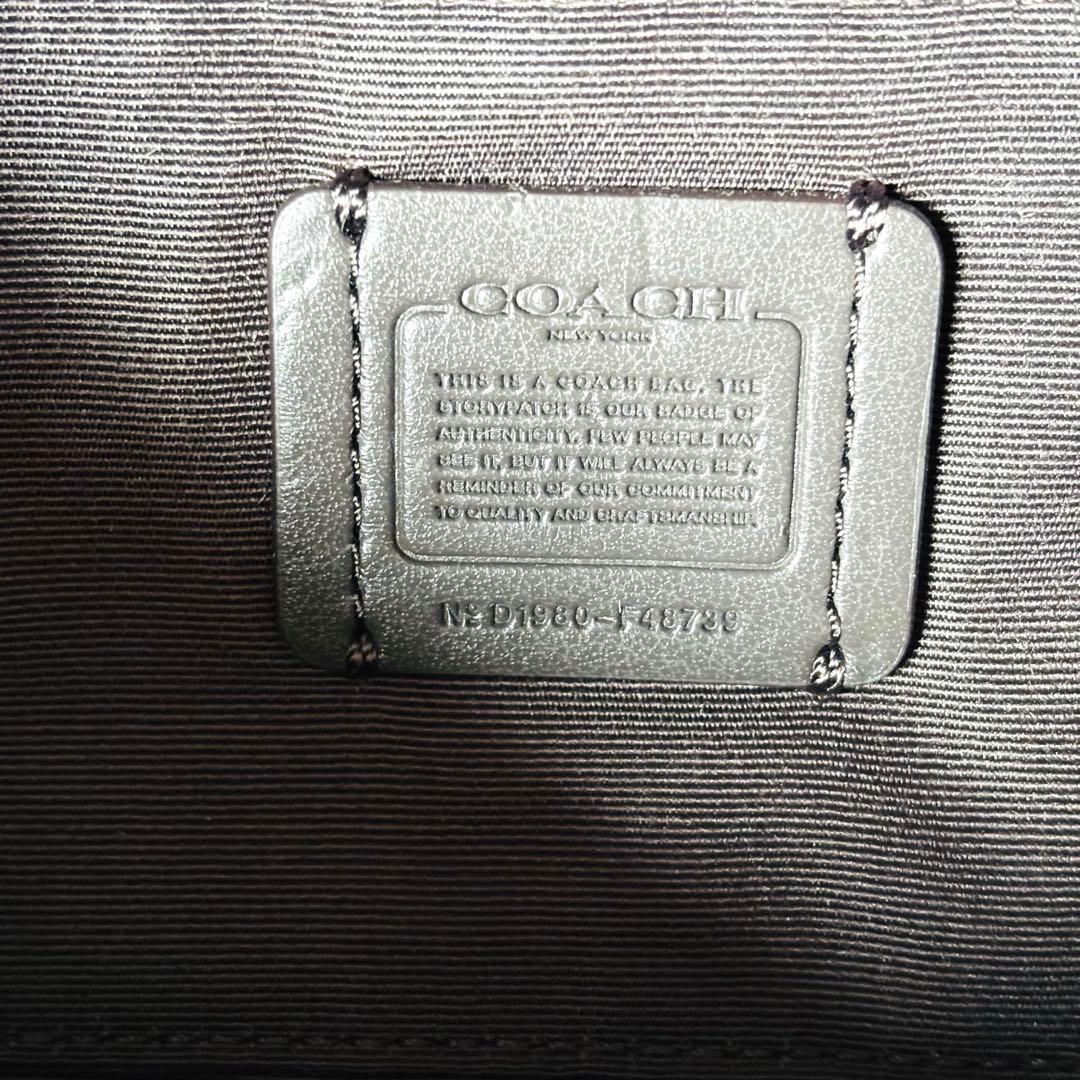 COACH
NEW YORK
THIS IS A COACH BAG. THE
STORYPATCH IS OUR BADGE OF
AUTHENTICITY. FEW PEOPLE MAY
SEE IT, BUT IT WILL ALWAYS BE A
REMINDER OF OUR COMMITMENT
TO QUALITY AND CRAFTSMANSHIP.
Nº D1980-F48739